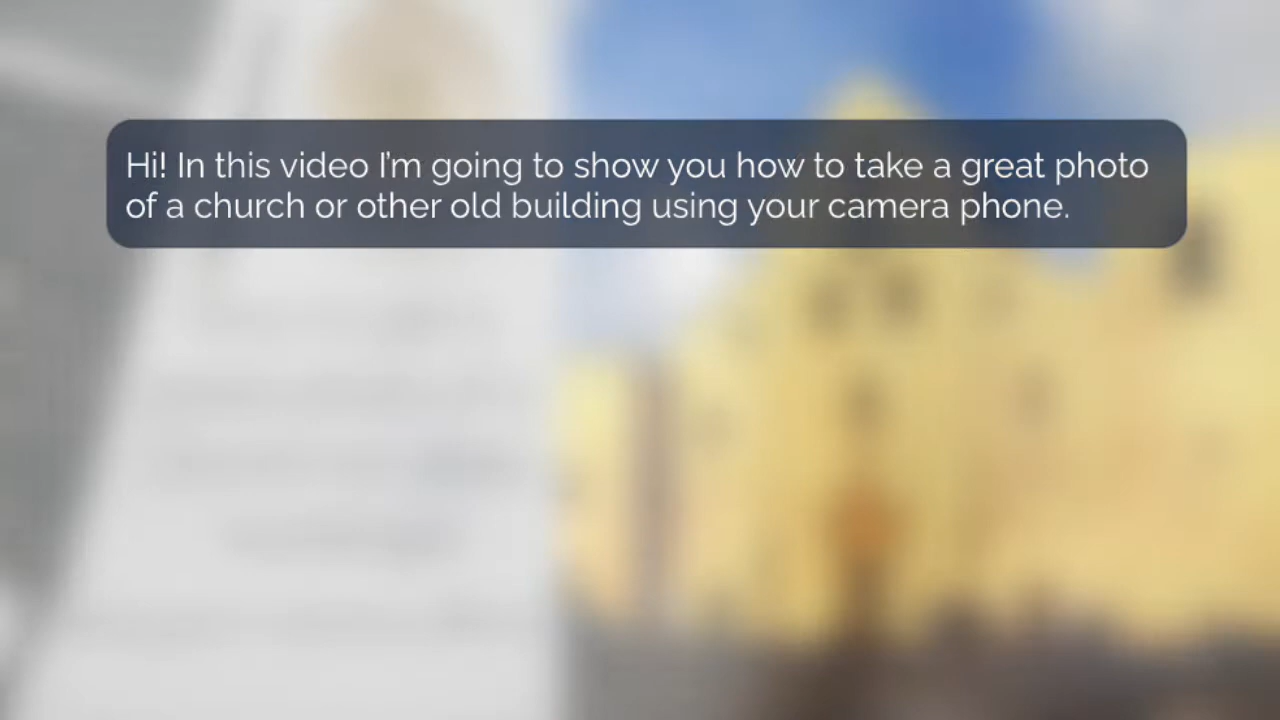 Hi! In this video I'm going to show you how to take a great photo
of a church or other old building using your camera phone.